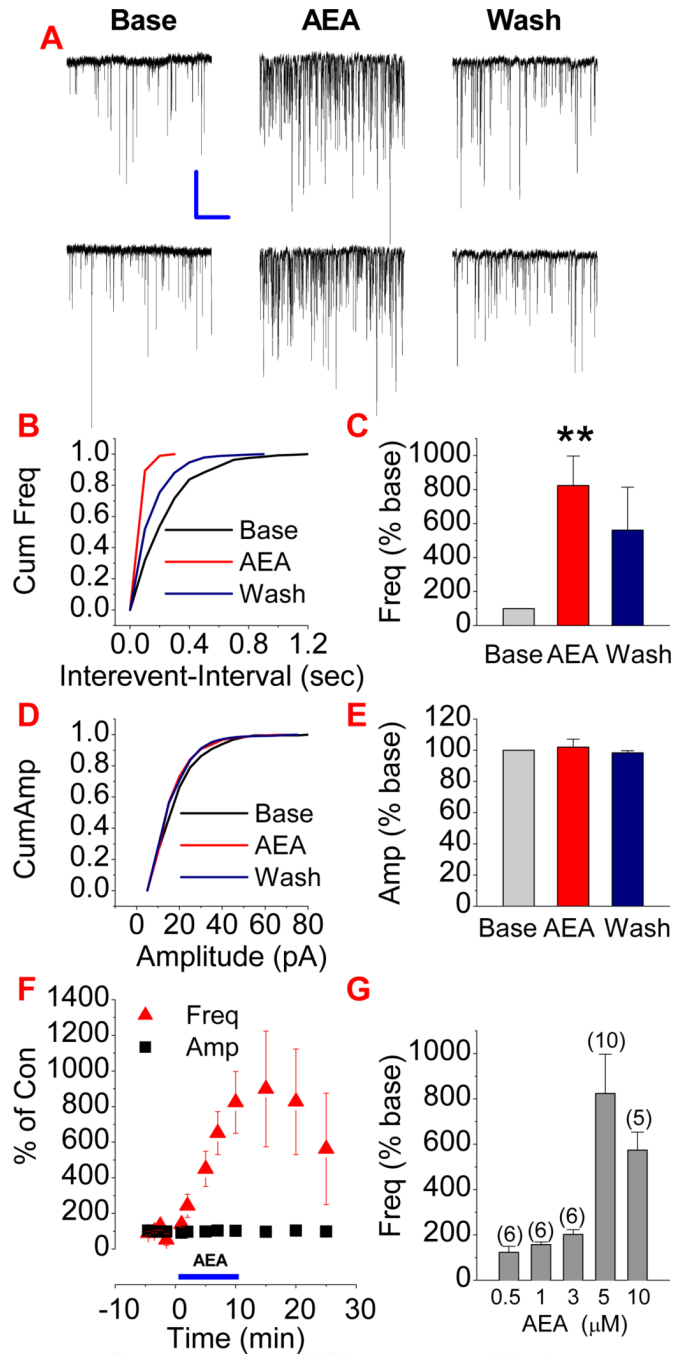 A Base AEA Wash
B
Cum Freq
1.0
0.8
0.6
0.4
0.2
0.0
Base
AEA
Wash
0.0 0.4 0.8 1.2
Interevent-Interval (sec)
C
Freq (% base)
1000
800
600
400
200
**
Base AEA Wash
D
CumAmp
1.0
0.8
0.6
0.4
0.2
0.0
Base
AEA
Wash
0 20 40 60 80
Amplitude (pA)
E
Amp (% base)
120
100
80
60
40
20
0
Base AEA Wash
F
% of Con
1400
1200
1000
800
600
400
200
0
Freq
Amp
AEA
-10 0 10 20 30
Time (min)
G
Freq (% base)
1000
800
600
400
200
0
(6) (6) (6) (10) (5)
0.5 1 3 5 10
AEA (μM)